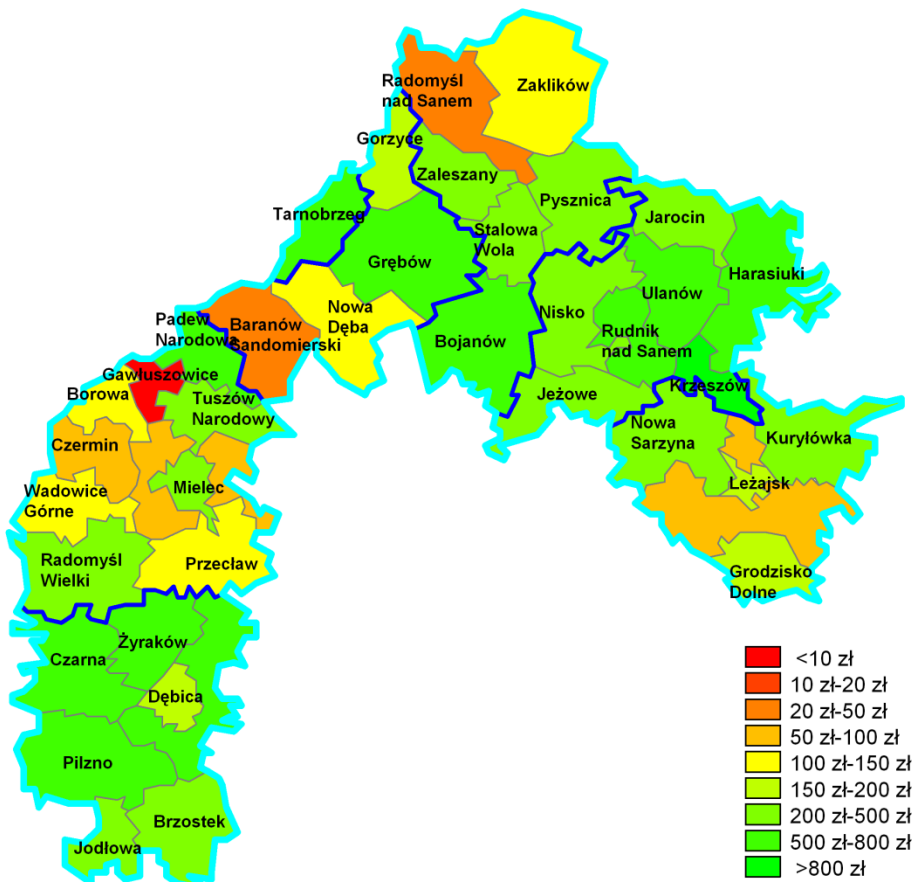 Radomyśl
nad Sanem
Zaklików
Gorzyce
Zaleszany
Pysznica
Tarnobrzeg
Stalowa
Wola
Jarocin
Grębów
Harasiuki
Ulanów
Nowa
Dęba
Nisko
Padew
Narodowa
Baranów
Sandomierski
Bojanów
Rudnik
nad Sanem
Gawłuszowice
Krzeszów
Borowa
Tuszów
Narodowy
Jeżowe
Nowa
Sarzyna
Kuryłówka
Czermin
Mielec
Leżajsk
Wadowice
Górne
Radomyśl
Wielki
Przecław
Grodzisko
Dolne
Żyraków
Czarna
Dębica
Pilzno
Brzostek
Jodłowa
<10 zł
10 zł-20 zł
20 zł-50 zł
50 zł-100 zł
100 zł-150 zł
150 zł-200 zł
200 zł-500 zł
500 zł-800 zł
>800 zł